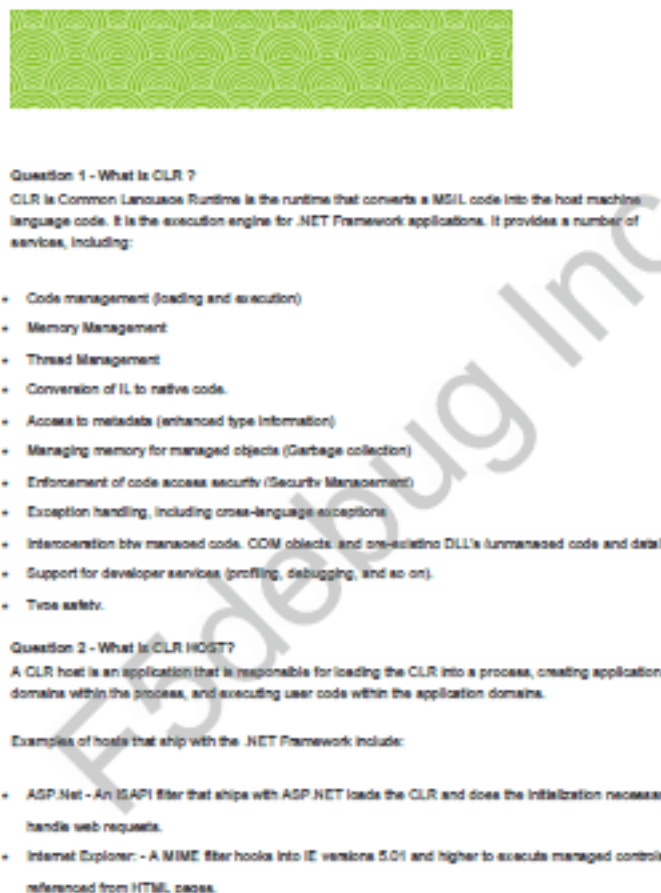 Question 1 - What is CLR ?
CLR is Common Language Runtime is the runtime that converts a MSIL code into the host machine
language code. It is the execution engine for .NET Framework applications. It provides a number of
services, including:
• Code management (loading and execution)
• Memory Management
• Thread Management
• Conversion of IL to native code.
• Access to metadata (enhanced type information)
• Managing memory for managed objects (Garbage collection)
• Enforcement of code access security (Security Management)
• Exception handling, including cross-language exceptions
• Interoperation btw managed code, COM objects, and pre-existing DLL's (unmanaged code and data)
• Support for developer services (profiling, debugging, and so on).
• Type safety.
Question 2 - What is CLR HOST?
A CLR host is an application that is responsible for loading the CLR into a process, creating application
domains within the process, and executing user code within the application domains.
Examples of hosts that ship with the .NET Framework include:
• ASP.Net - An ISAPI filter that ships with ASP.NET loads the CLR and does the initialization necessar
handle web requests.
• Internet Explorer: - A MIME filter hooks into IE versions 5.01 and higher to execute managed controls
referenced from HTML pages.
F5debug Inc